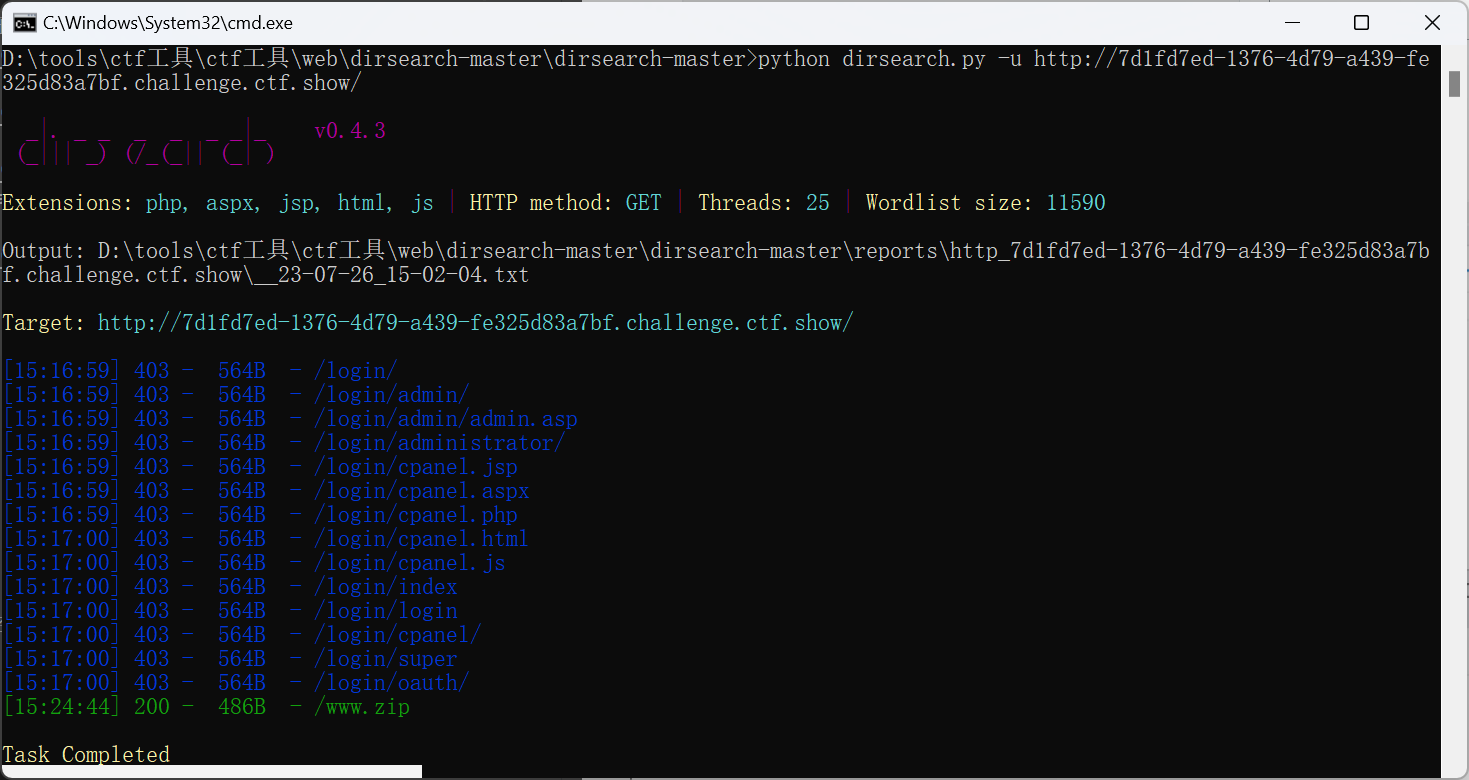 C:\Windows\System32\cmd.exe
D:\tools\ctf工具\ctf工具\web\dirsearch-master\dirsearch-master>python dirsearch.py -u http://7d1fd7ed-1376-4d79-a439-fe
325d83a7bf.challenge.ctf.show/
v0.4.3
dirsearch
Extensions: php, aspx, jsp, html, js | HTTP method: GET | Threads: 25 | Wordlist size: 11590
Output: D:\tools\ctf工具\ctf工具\web\dirsearch-master\dirsearch-master\reports\http_7d1fd7ed-1376-4d79-a439-fe325d83a7b
f.challenge.ctf.show\__23-07-26_15-02-04.txt
Target: http://7d1fd7ed-1376-4d79-a439-fe325d83a7bf.challenge.ctf.show/
[15:16:59] 403 -  564B  - /login/
[15:16:59] 403 -  564B  - /login/admin/
[15:16:59] 403 -  564B  - /login/admin/admin.asp
[15:16:59] 403 -  564B  - /login/administrator/
[15:16:59] 403 -  564B  - /login/cpanel.jsp
[15:16:59] 403 -  564B  - /login/cpanel.aspx
[15:16:59] 403 -  564B  - /login/cpanel.php
[15:17:00] 403 -  564B  - /login/cpanel.html
[15:17:00] 403 -  564B  - /login/cpanel.js
[15:17:00] 403 -  564B  - /login/index
[15:17:00] 403 -  564B  - /login/login
[15:17:00] 403 -  564B  - /login/cpanel/
[15:17:00] 403 -  564B  - /login/super
[15:17:00] 403 -  564B  - /login/oauth/
[15:24:44] 200 -  486B  - /www.zip
Task Completed